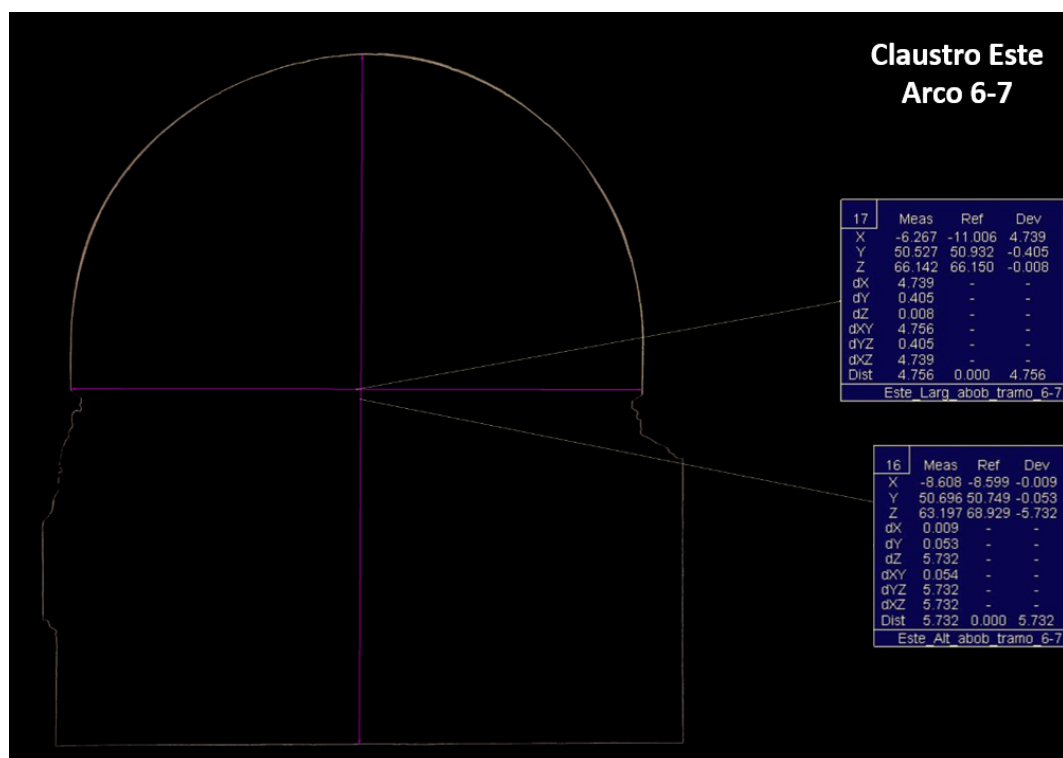 Claustro Este
Arco 6-7
17 Meas Ref Dev
X -6.267 -11.006 4.739
Y 50.527 50.932 -0.405
Z 66.142 66.150 -0.008
dX 4.739 - -
dY 0.405 - -
dZ 0.008 - -
dXY 4.756 - -
dYZ 0.405 - -
dXZ 4.739 - -
Dist 4.756 0.000 4.756
Este_Larg_abob_tramo_6-7
16 Meas Ref Dev
X -8.608 -8.599 -0.009
Y 50.696 50.749 -0.053
Z 63.197 68.929 -5.732
dX 0.009 - -
dY 0.053 - -
dZ 5.732 - -
dXY 0.054 - -
dYZ 5.732 - -
dXZ 5.732 - -
Dist 5.732 0.000 5.732
Este_Alt_abob_tramo_6-7